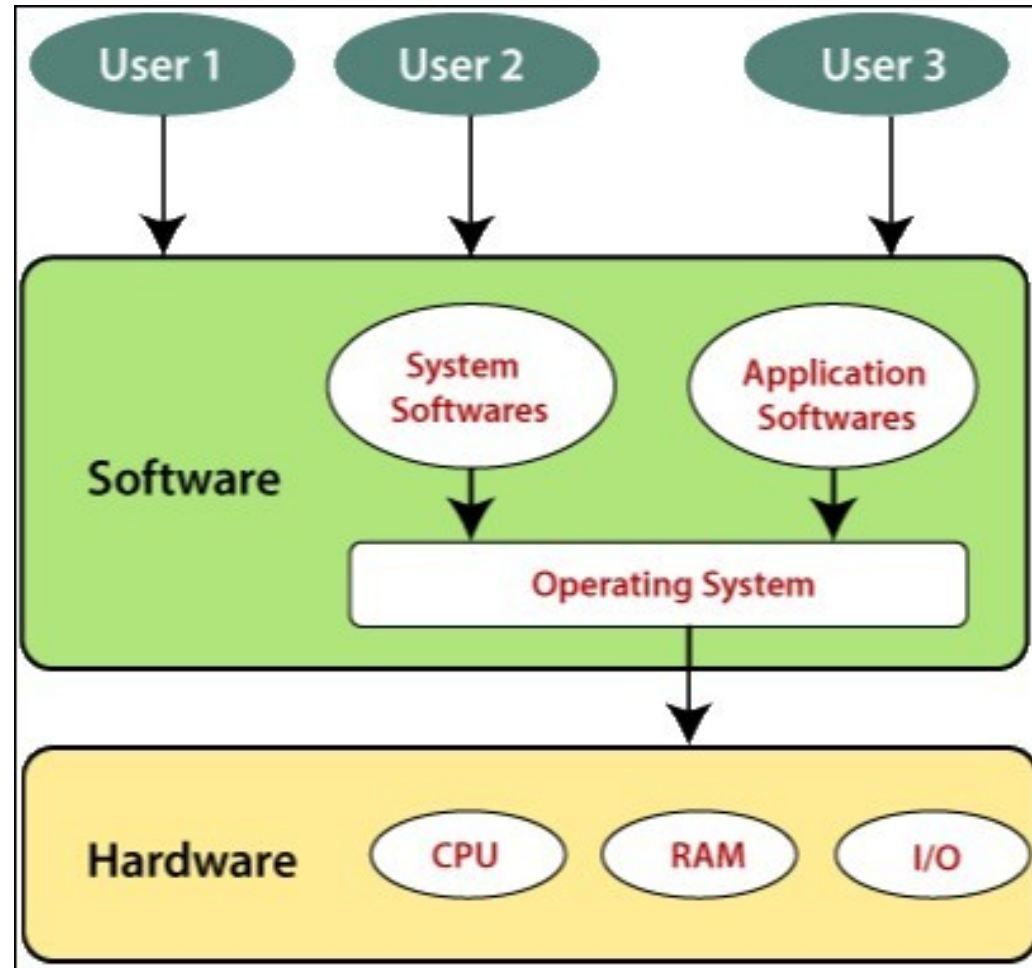 User 1
User 2
User 3
System
Softwares
Application
Softwares
Software
Operating System
Hardware
CPU
RAM
I/O